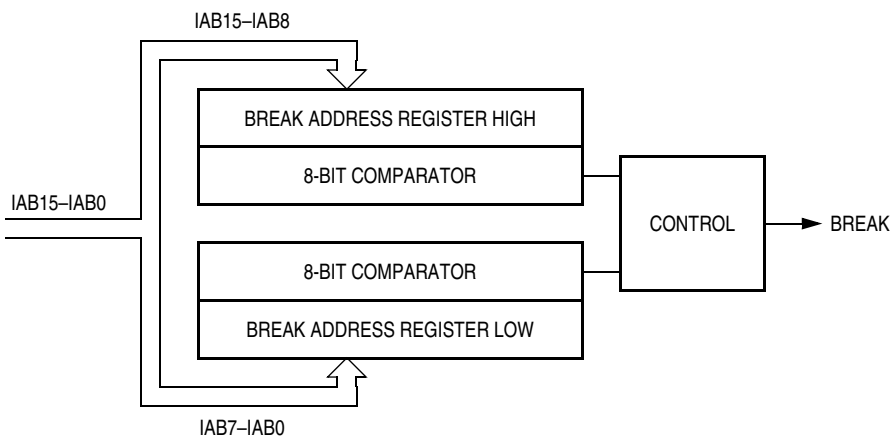 IAB15–IAB8
BREAK ADDRESS REGISTER HIGH
8-BIT COMPARATOR
IAB15–IAB0
CONTROL
BREAK
8-BIT COMPARATOR
BREAK ADDRESS REGISTER LOW
IAB7–IAB0